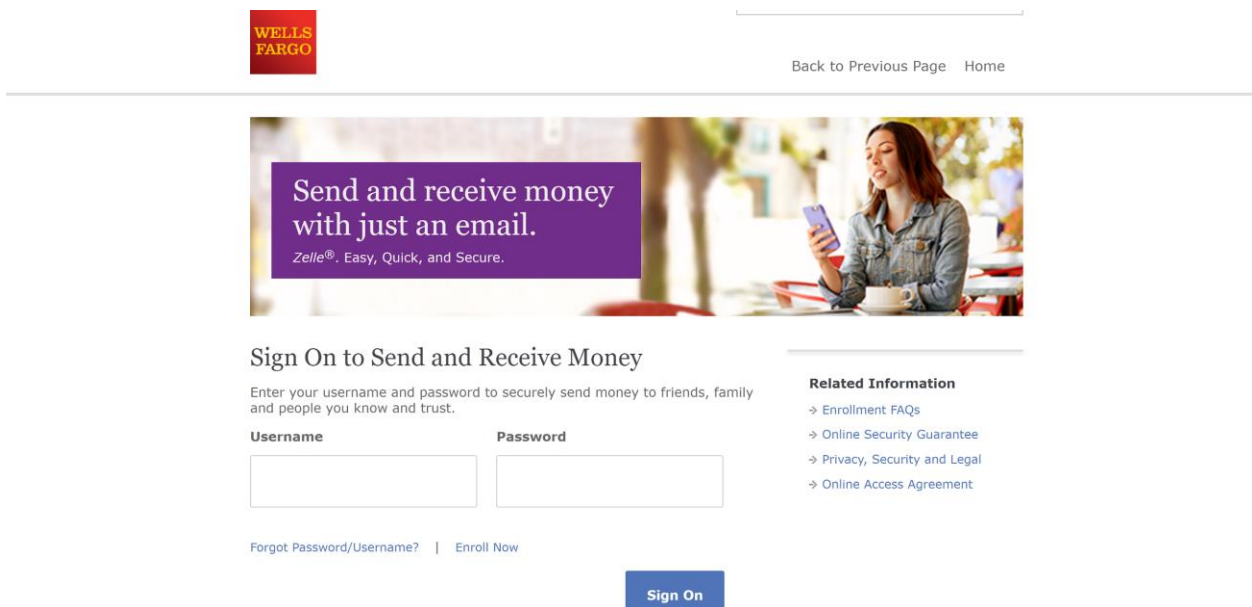 WELLS
FARGO
Back to Previous Page Home
Send and receive money
with just an email.
Zelle®. Easy, Quick, and Secure.
Sign On to Send and Receive Money
Enter your username and password to securely send money to friends, family
and people you know and trust.
Username Password
Forgot Password/Username? | Enroll Now
Sign On
Related Information
→ Enrollment FAQs
→ Online Security Guarantee
→ Privacy, Security and Legal
→ Online Access Agreement